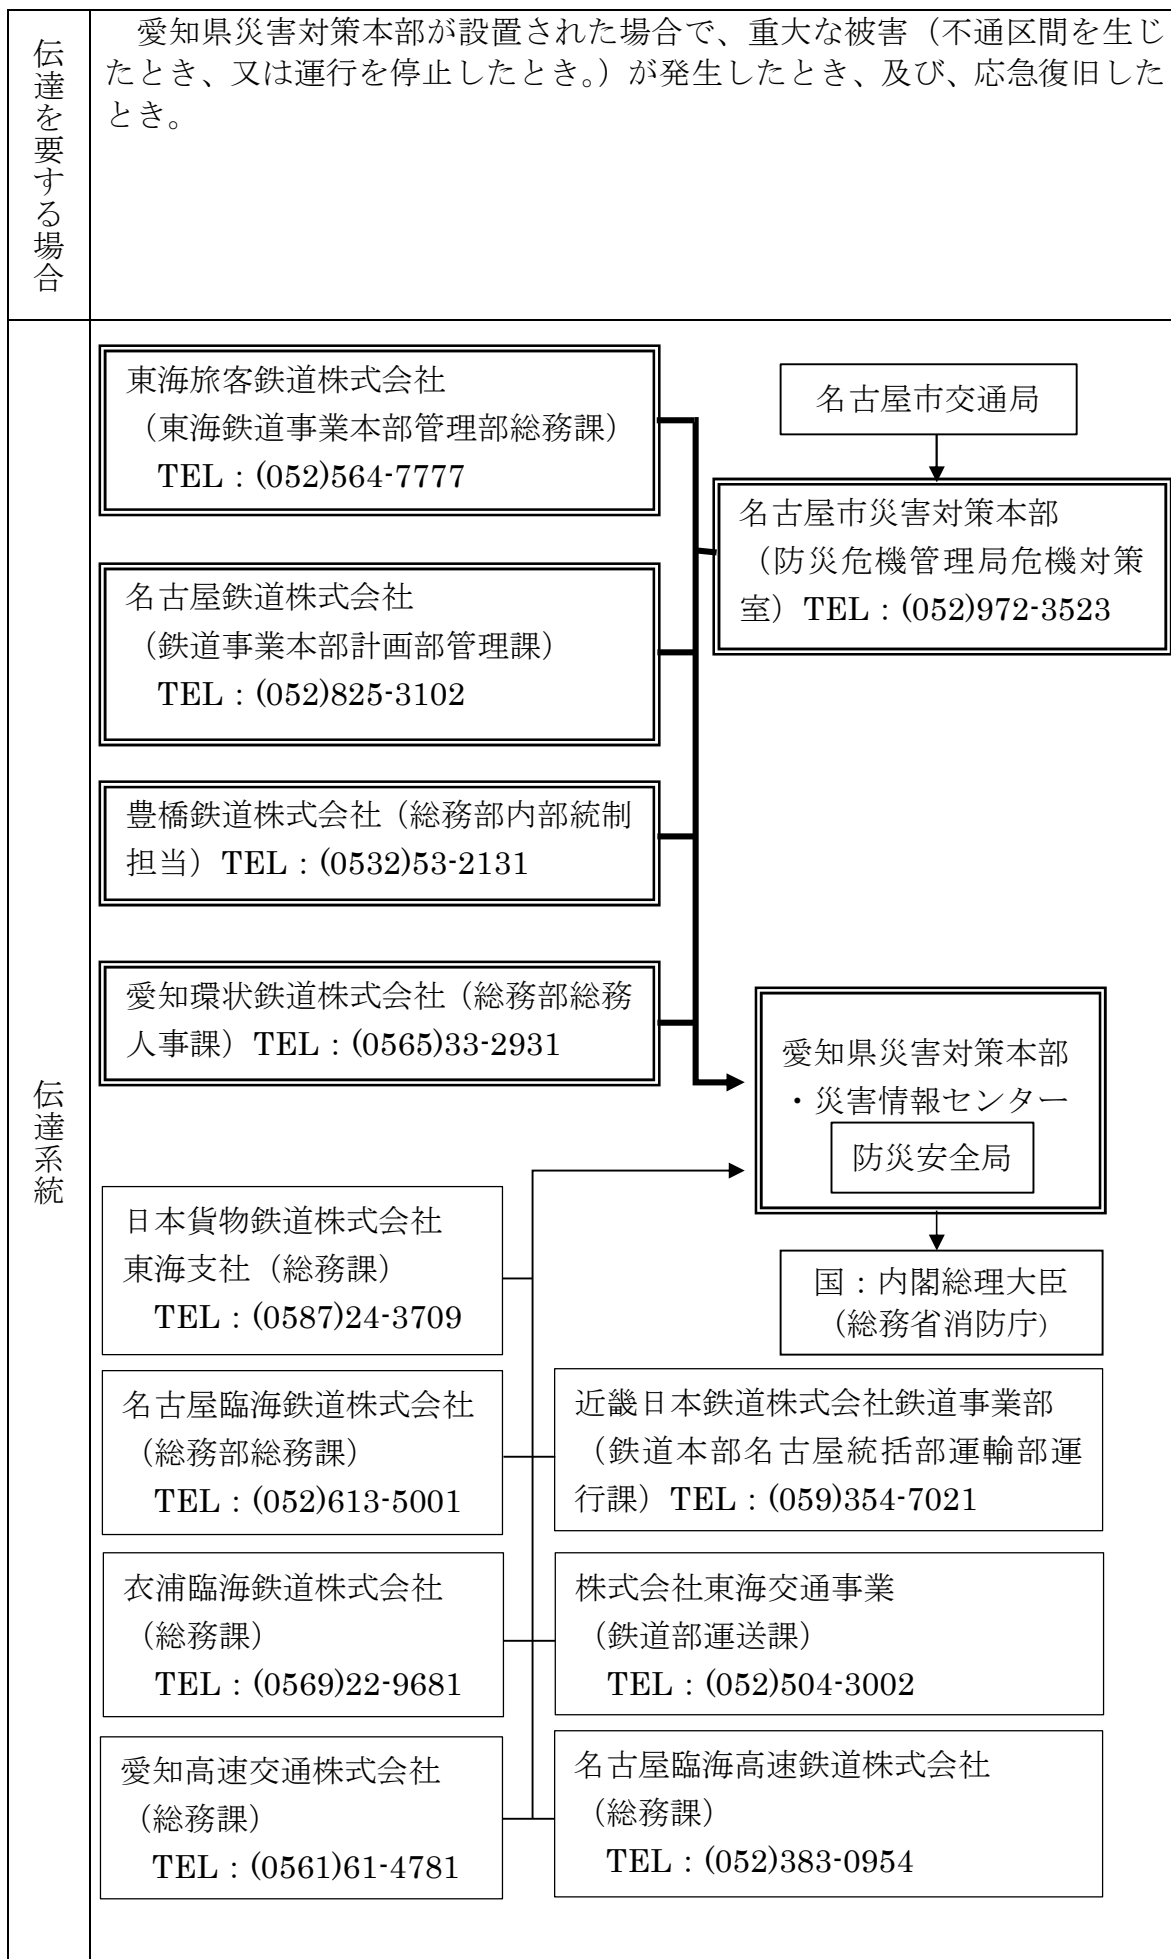 伝達を要する場合
愛知県災害対策本部が設置された場合で、重大な被害（不通区間を生じ
たとき、又は運行を停止したとき。）が発生したとき、及び、応急復旧した
とき。
伝達系統
東海旅客鉄道株式会社
（東海鉄道事業本部管理部総務課）
TEL：(052)564-7777
名古屋市交通局
名古屋市災害対策本部
（防災危機管理局危機対策
室）TEL：(052)972-3523
名古屋鉄道株式会社
（鉄道事業本部計画部管理課）
TEL：(052)825-3102
豊橋鉄道株式会社（総務部内部統制
担当）TEL：(0532)53-2131
愛知環状鉄道株式会社（総務部総務
人事課）TEL：(0565)33-2931
愛知県災害対策本部
・災害情報センター
防災安全局
国：内閣総理大臣
（総務省消防庁）
日本貨物鉄道株式会社
東海支社（総務課）
TEL：(0587)24-3709
名古屋臨海鉄道株式会社
（総務部総務課）
TEL：(052)613-5001
近畿日本鉄道株式会社鉄道事業部
（鉄道本部名古屋統括部運輸部運
行課）TEL：(059)354-7021
衣浦臨海鉄道株式会社
（総務課）
TEL：(0569)22-9681
株式会社東海交通事業
（鉄道部運送課）
TEL：(052)504-3002
愛知高速交通株式会社
（総務課）
TEL：(0561)61-4781
名古屋臨海高速鉄道株式会社
（総務課）
TEL：(052)383-0954